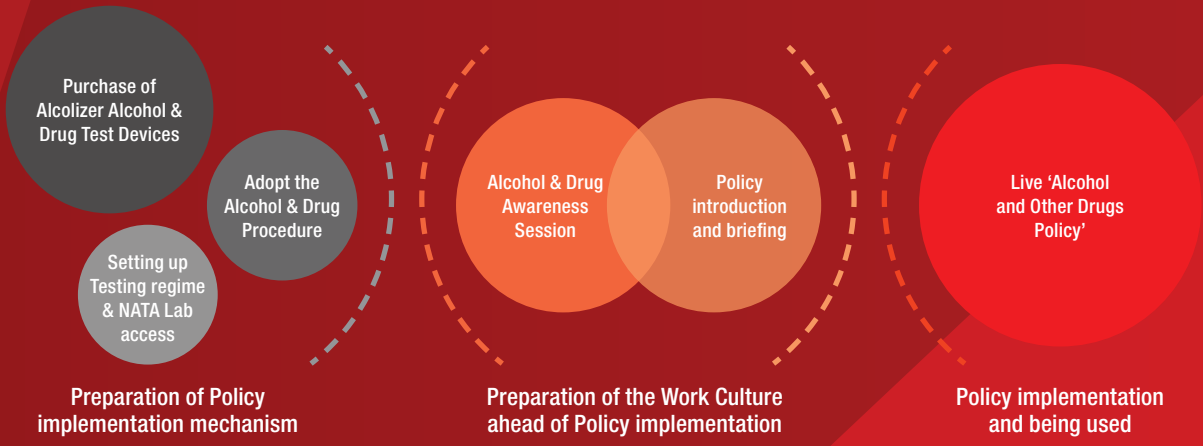 Purchase of
Alcolizer Alcohol &
Drug Test Devices
Adopt the
Alcohol & Drug
Procedure
Setting up
Testing regime
& NATA Lab
access
Preparation of Policy
implementation mechanism
Alcohol & Drug
Awareness
Session
Policy
introduction
and briefing
Preparation of the Work Culture
ahead of Policy implementation
Live ‘Alcohol
and Other Drugs
Policy’
Policy implementation
and being used